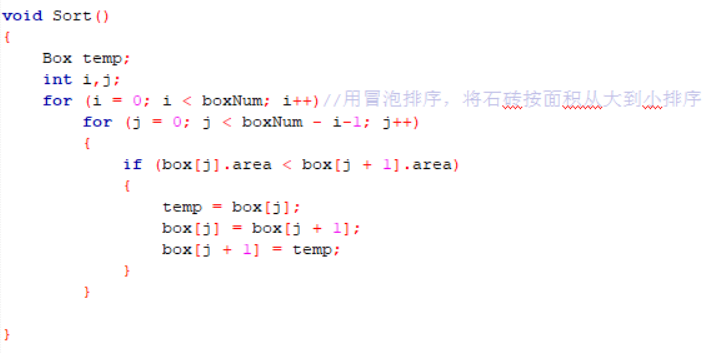 void Sort()
{
    Box temp;
    int i,j;
    for (i = 0; i < boxNum; i++)//用冒泡排序，将石砖按面积从大到小排序
        for (j = 0; j < boxNum - i-1; j++)
        {
            if (box[j].area < box[j + 1].area)
            {
                temp = box[j];
                box[j] = box[j + 1];
                box[j + 1] = temp;
            }
        }
}